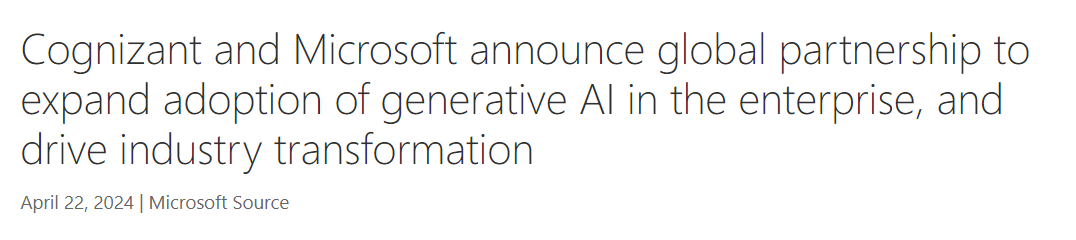 Cognizant and Microsoft announce global partnership to
expand adoption of generative AI in the enterprise, and
drive industry transformation
April 22, 2024 | Microsoft Source